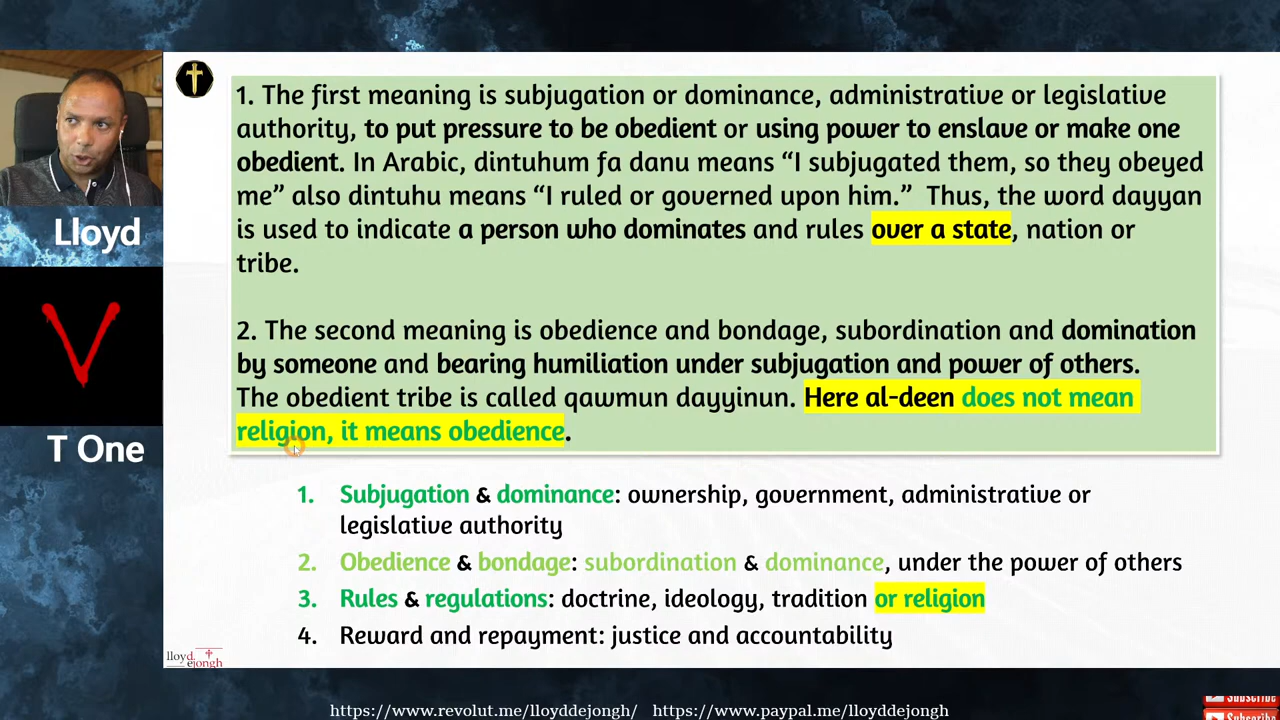 1. The first meaning is subjugation or dominance, administrative or legislative
authority, to put pressure to be obedient or using power to enslave or make one
obedient. In Arabic, dintuhum fa danu means “I subjugated them, so they obeyed
me” also dintuhu means “I ruled or governed upon him.” Thus, the word dayyan
is used to indicate a person who dominates and rules over a state, nation or
tribe.
2. The second meaning is obedience and bondage, subordination and domination
by someone and bearing humiliation under subjugation and power of others.
The obedient tribe is called qawmun dayyinun. Here al-deen does not mean
religion, it means obedience.
Lloyd
V
T One
1. Subjugation & dominance: ownership, government, administrative or
legislative authority
2. Obedience & bondage: subordination & dominance, under the power of others
3. Rules & regulations: doctrine, ideology, tradition or religion
4. Reward and repayment: justice and accountability
lloyd
dejongh
https://www.revolut.me/lloyddejongh/ https://www.paypal.me/lloyddejongh